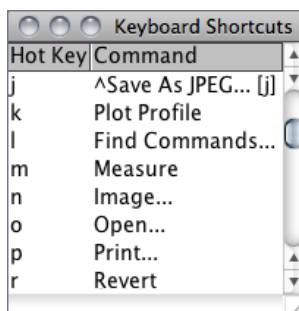 Keyboard Shortcuts
Hot Key Command
j ^Save As JPEG... [j]
k Plot Profile
l Find Commands...
m Measure
n Image...
o Open...
p Print...
r Revert